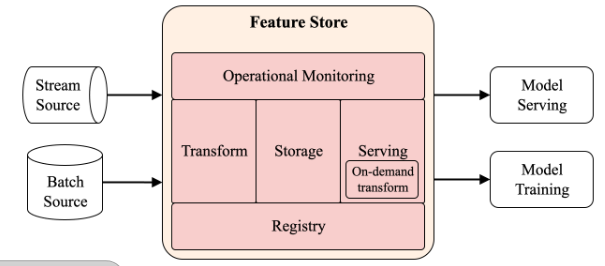 Feature Store
Operational Monitoring
Stream
Source
Model
Serving
Transform
Storage
Serving
On-demand
transform
Batch
Source
Model
Training
Registry